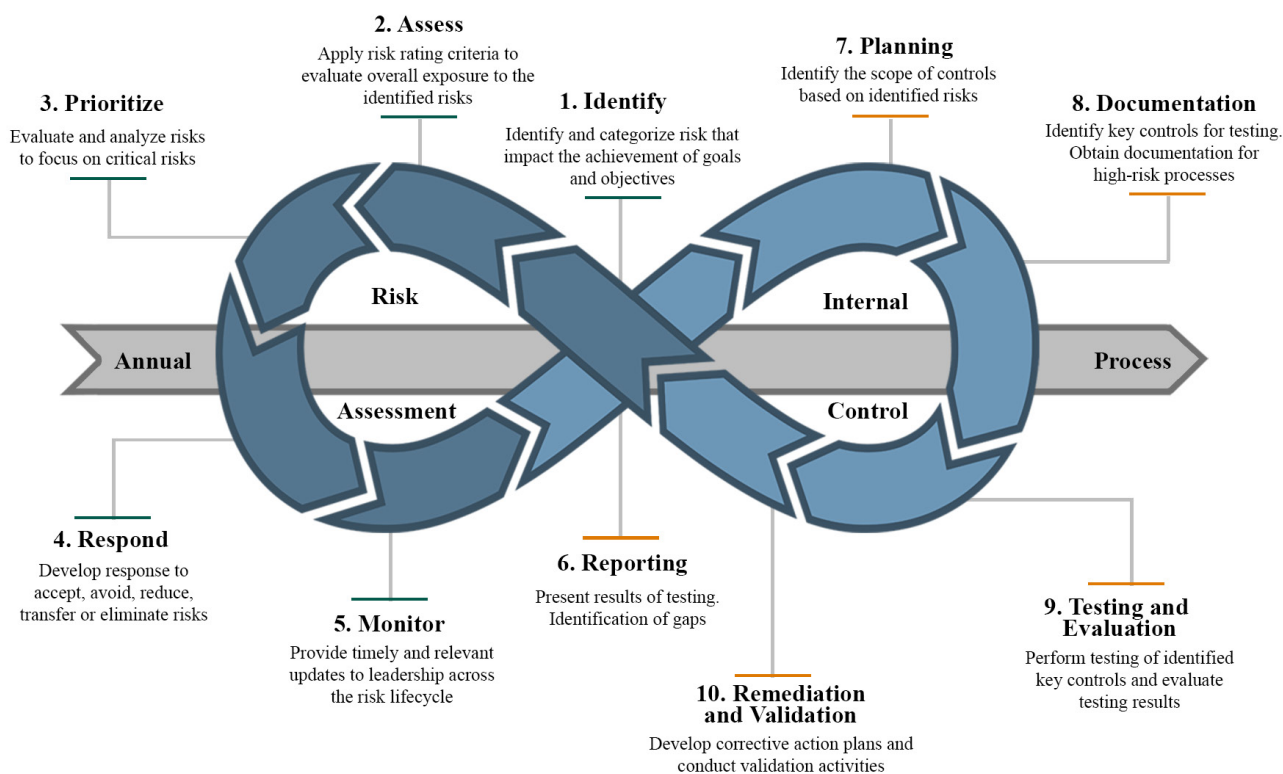 1. Identify
Identify and categorize risk that
impact the achievement of goals
and objectives
2. Assess
Apply risk rating criteria to
evaluate overall exposure to the
identified risks
3. Prioritize
Evaluate and analyze risks
to focus on critical risks
4. Respond
Develop response to
accept, avoid, reduce,
transfer or eliminate risks
5. Monitor
Provide timely and relevant
updates to leadership across
the risk lifecycle
6. Reporting
Present results of testing.
Identification of gaps
7. Planning
Identify the scope of controls
based on identified risks
8. Documentation
Identify key controls for testing.
Obtain documentation for
high-risk processes
9. Testing and
Evaluation
Perform testing of identified
key controls and evaluate
testing results
10. Remediation
and Validation
Develop corrective action plans and
conduct validation activities
Annual
Risk
Assessment
Internal
Control
Process